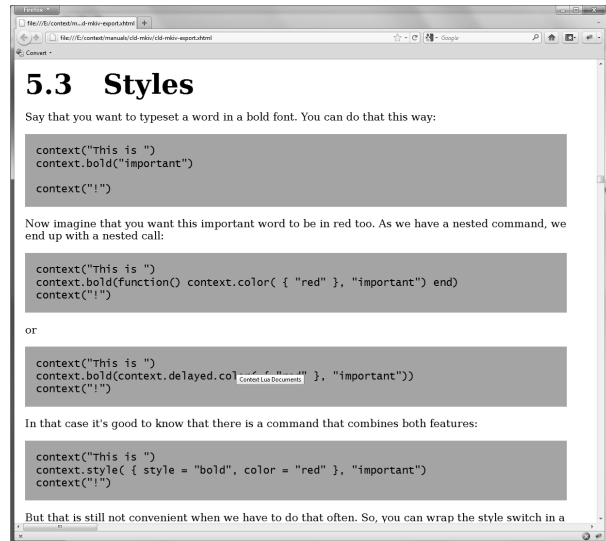 Firefox
file:///E:/context/m...d-mkiv-export.xhtml
file:///E:/context/manuals/cld-mkiv/cld-mkiv-export.xhtml
Google
Convert
5.3 Styles
Say that you want to typeset a word in a bold font. You can do that this way:
context("This is ")
context.bold("important")
context("!")
Now imagine that you want this important word to be in red too. As we have a nested command, we
end up with a nested call:
context("This is ")
context.bold(function() context.color( { "red" }, "important") end)
context("!")
or
context("This is ")
context.bold(context.delayed.color( { "red" }, "important"))
Context Lua Documents
context("!")
In that case it's good to know that there is a command that combines both features:
context("This is ")
context.style( { style = "bold", color = "red" }, "important")
context("!")
But that is still not convenient when we have to do that often. So, you can wrap the style switch in a